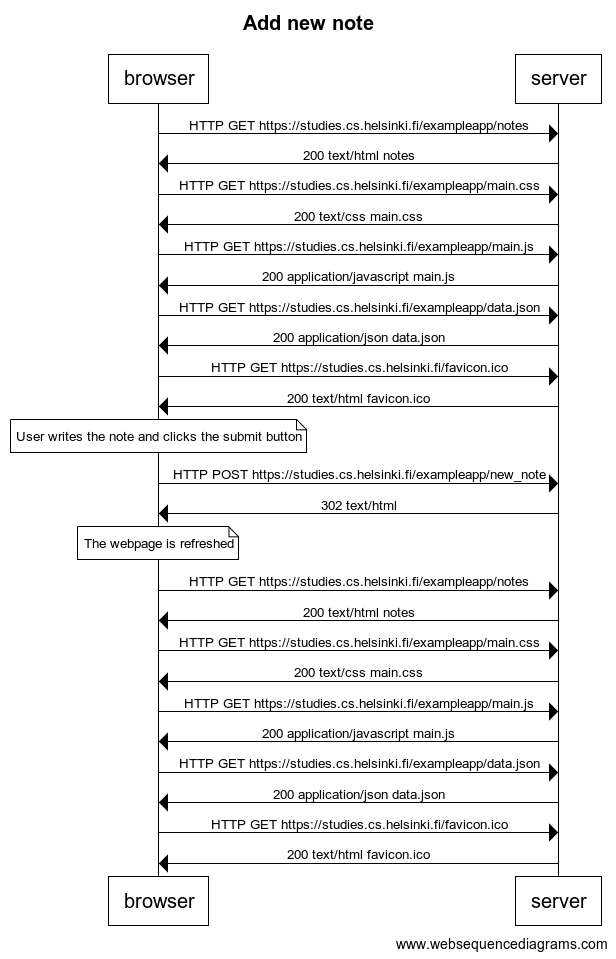 Add new note
browser
server
HTTP GET https://studies.cs.helsinki.fi/exampleapp/notes
200 text/html notes
HTTP GET https://studies.cs.helsinki.fi/exampleapp/main.css
200 text/css main.css
HTTP GET https://studies.cs.helsinki.fi/exampleapp/main.js
200 application/javascript main.js
HTTP GET https://studies.cs.helsinki.fi/exampleapp/data.json
200 application/json data.json
HTTP GET https://studies.cs.helsinki.fi/favicon.ico
200 text/html favicon.ico
User writes the note and clicks the submit button
HTTP POST https://studies.cs.helsinki.fi/exampleapp/new_note
302 text/html
The webpage is refreshed
HTTP GET https://studies.cs.helsinki.fi/exampleapp/notes
200 text/html notes
HTTP GET https://studies.cs.helsinki.fi/exampleapp/main.css
200 text/css main.css
HTTP GET https://studies.cs.helsinki.fi/exampleapp/main.js
200 application/javascript main.js
HTTP GET https://studies.cs.helsinki.fi/exampleapp/data.json
200 application/json data.json
HTTP GET https://studies.cs.helsinki.fi/favicon.ico
200 text/html favicon.ico
browser
server
www.websequencediagrams.com